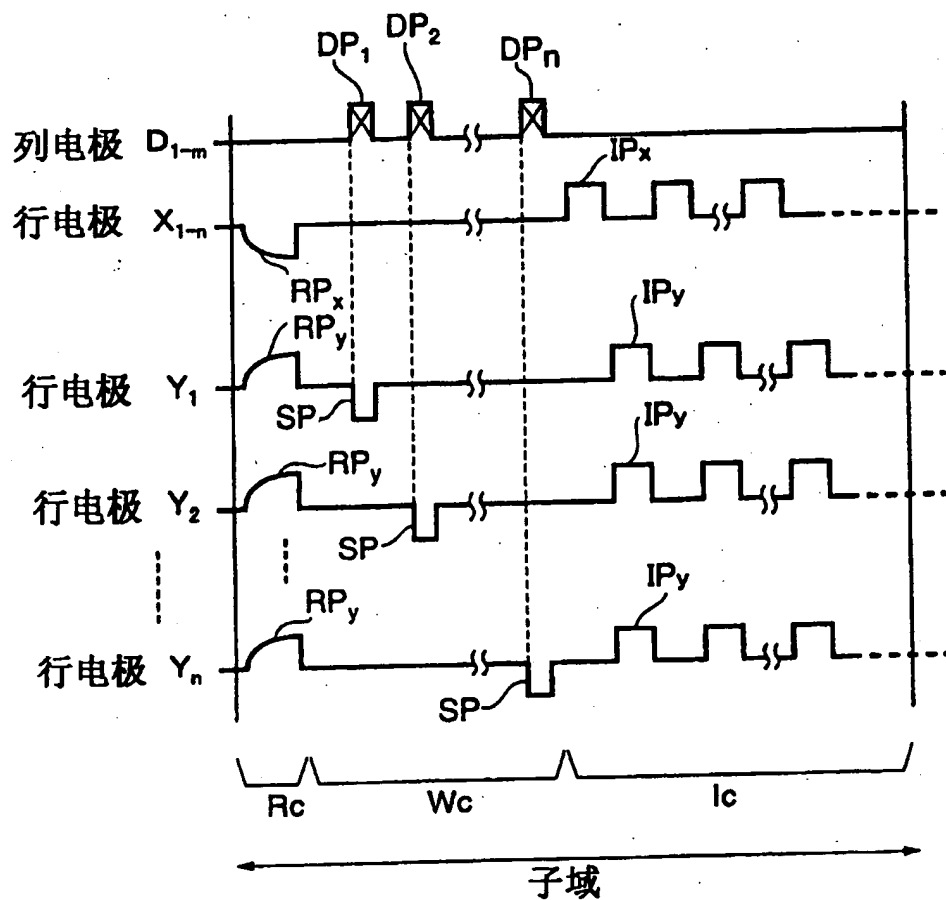 DP₁ DP₂ DPn
列电极 D₁₋ₘ
IPx
行电极 X₁₋ₙ
RPx
RPy IPy
行电极 Y₁
SP
RPy IPy
行电极 Y₂
SP
RPy IPy
行电极 Yₙ
SP
Rc Wc Ic
子域